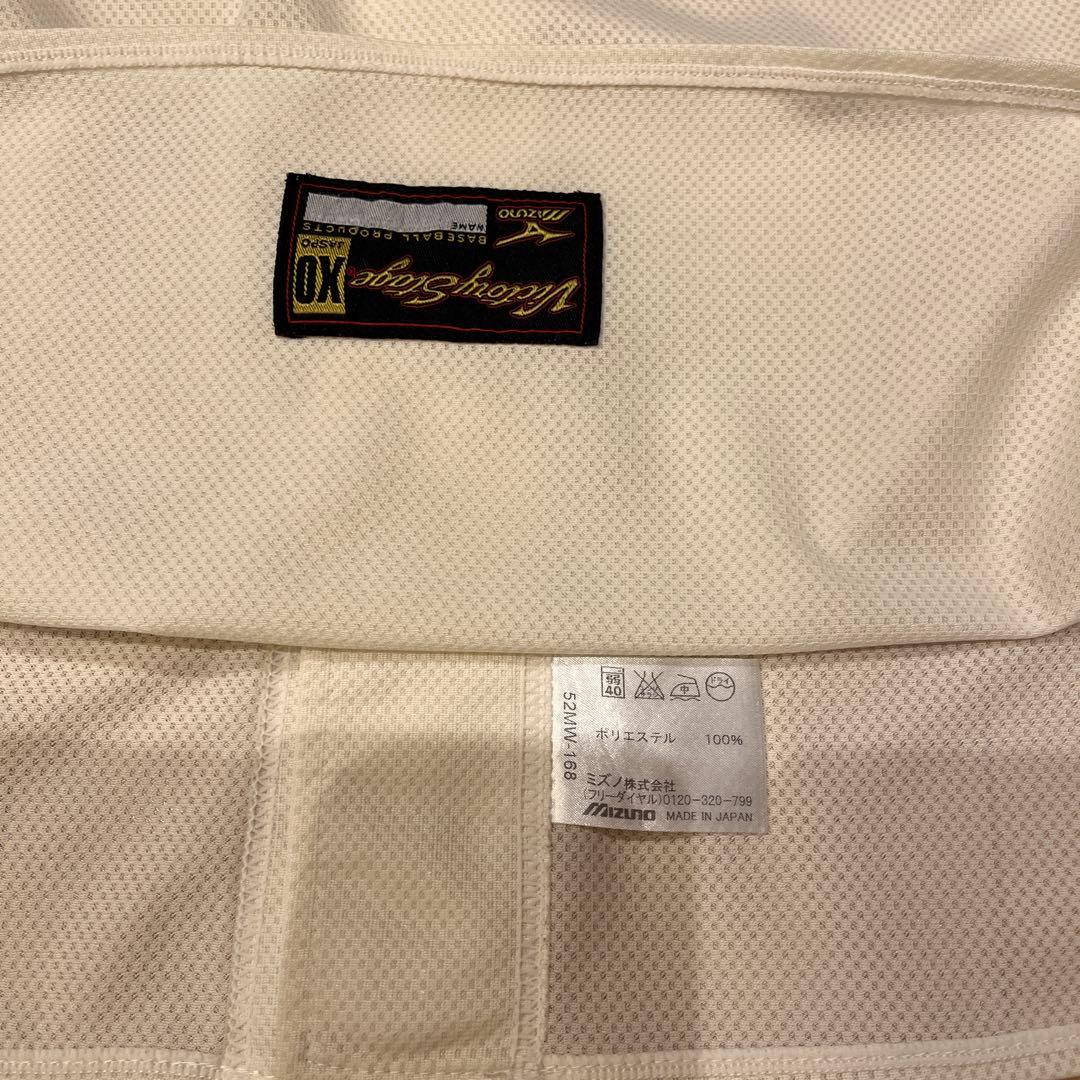 MIZUNO
NAME
BASEBALL PRODUCTS
Victory Stage
JASPO
XO
弱
40
中
ドライ
52MW-168
ポリエステル 100%
ミズノ株式会社
(フリーダイヤル)0120-320-799
MIZUNO MADE IN JAPAN